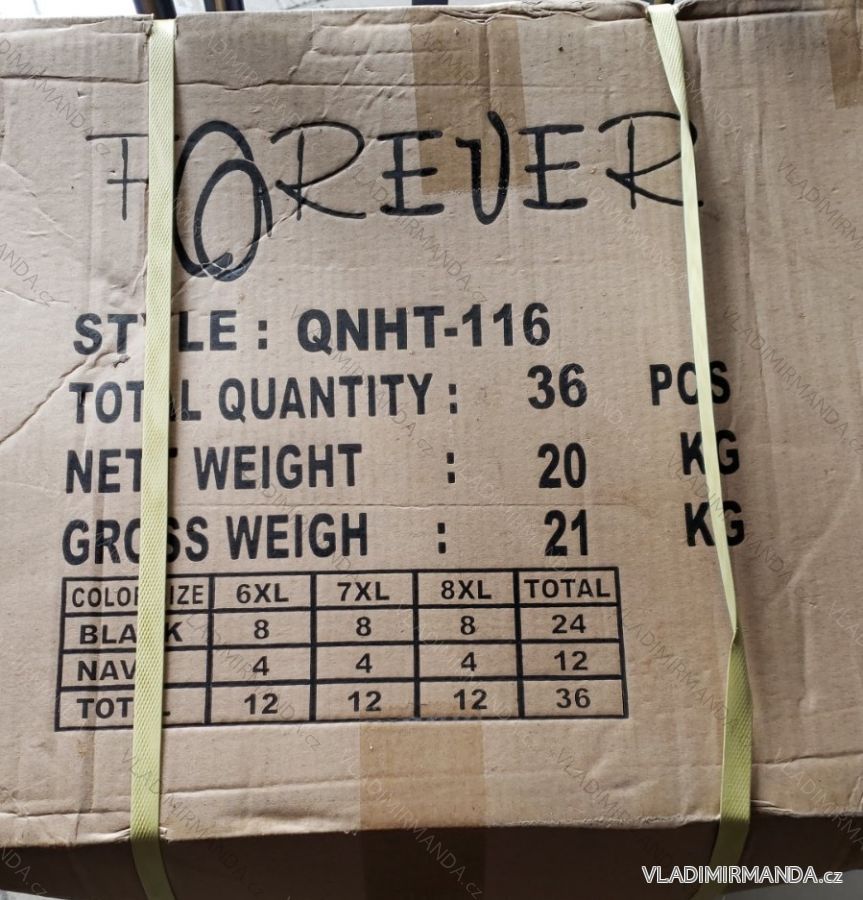 FOREVER
STYLE : QNHT-116
TOTAL QUANTITY : 36 PCS
NETT WEIGHT : 20 KG
GROSS WEIGH : 21 KG
COLOR SIZE 6XL 7XL 8XL TOTAL
BLACK 8 8 8 24
NAVY 4 4 4 12
TOTAL 12 12 12 36
VLADIMIRMANDA.cz